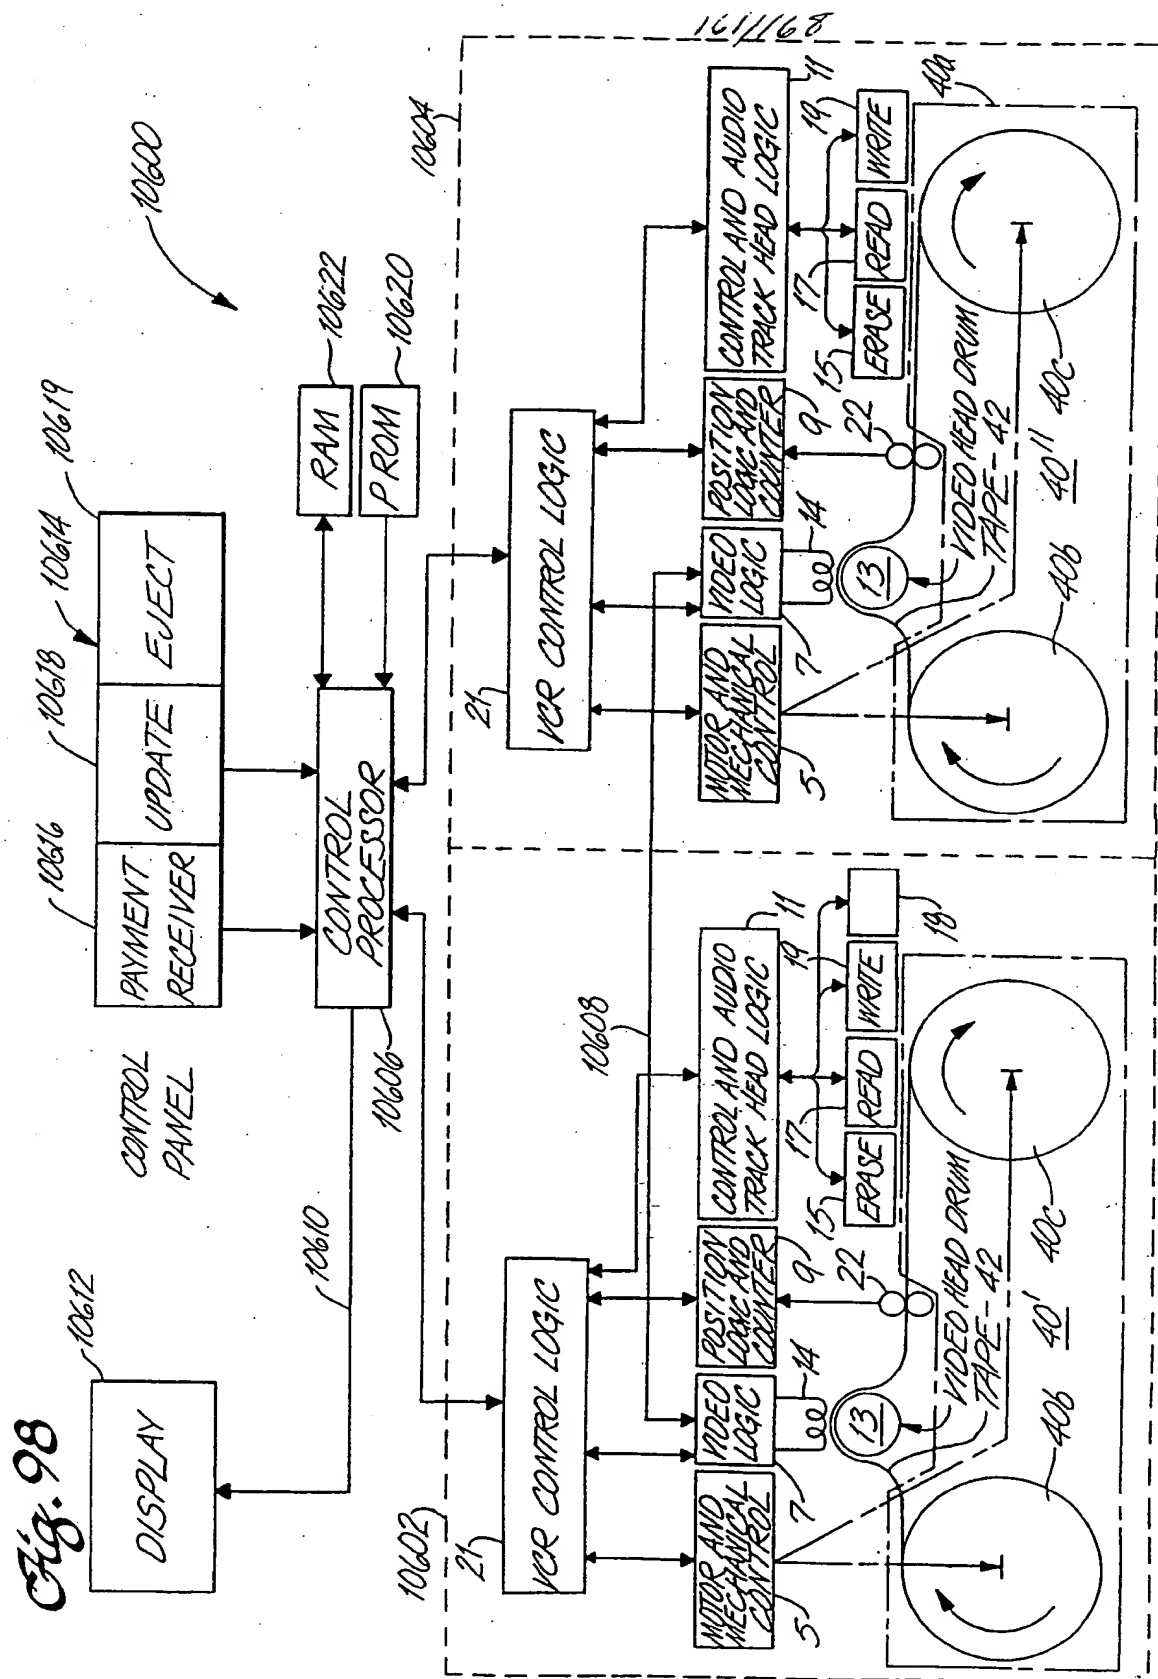 161/168
Fig. 98
10612
DISPLAY
10610
CONTROL
PANEL
10616
10618
10614
10619
PAYMENT
RECEIVER
UPDATE
EJECT
10600
CONTROL
PROCESSOR
10606
RAM
10622
PROM
10620
10602
21
VCR CONTROL LOGIC
10608
MOTOR AND
MECHANICAL
CONTROL
5
VIDEO
LOGIC
7
14
POSITION
LOGIC AND
COUNTER
9
22
CONTROL AND AUDIO
TRACK HEAD LOGIC
11
15
ERASE
17
READ
19
WRITE
18
13
VIDEO HEAD DRUM
TAPE-42
40b
40'
40c
10604
21
VCR CONTROL LOGIC
MOTOR AND
MECHANICAL
CONTROL
5
VIDEO
LOGIC
7
14
POSITION
LOGIC AND
COUNTER
9
22
CONTROL AND AUDIO
TRACK HEAD LOGIC
11
15
ERASE
17
READ
19
WRITE
40a
13
VIDEO HEAD DRUM
TAPE-42
40b
40"
40c